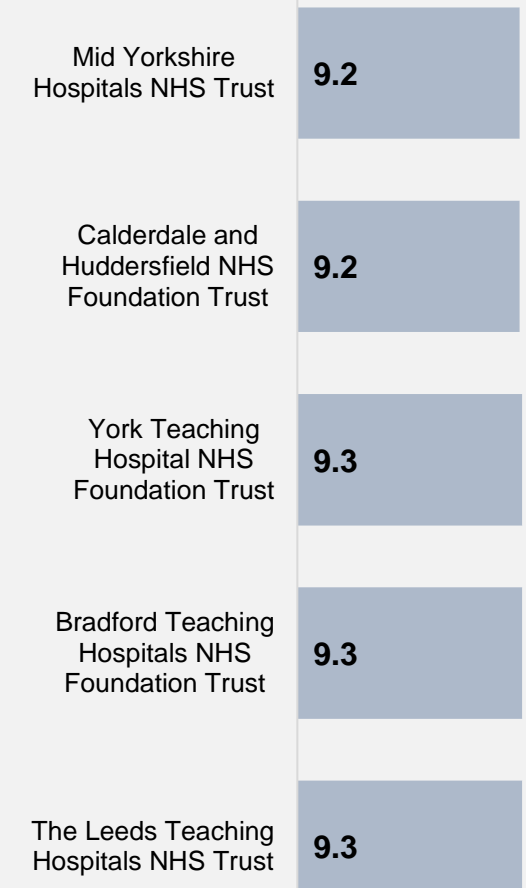 Mid Yorkshire
Hospitals NHS Trust
9.2
Calderdale and
Huddersfield NHS
Foundation Trust
9.2
York Teaching
Hospital NHS
Foundation Trust
9.3
Bradford Teaching
Hospitals NHS
Foundation Trust
9.3
The Leeds Teaching
Hospitals NHS Trust
9.3